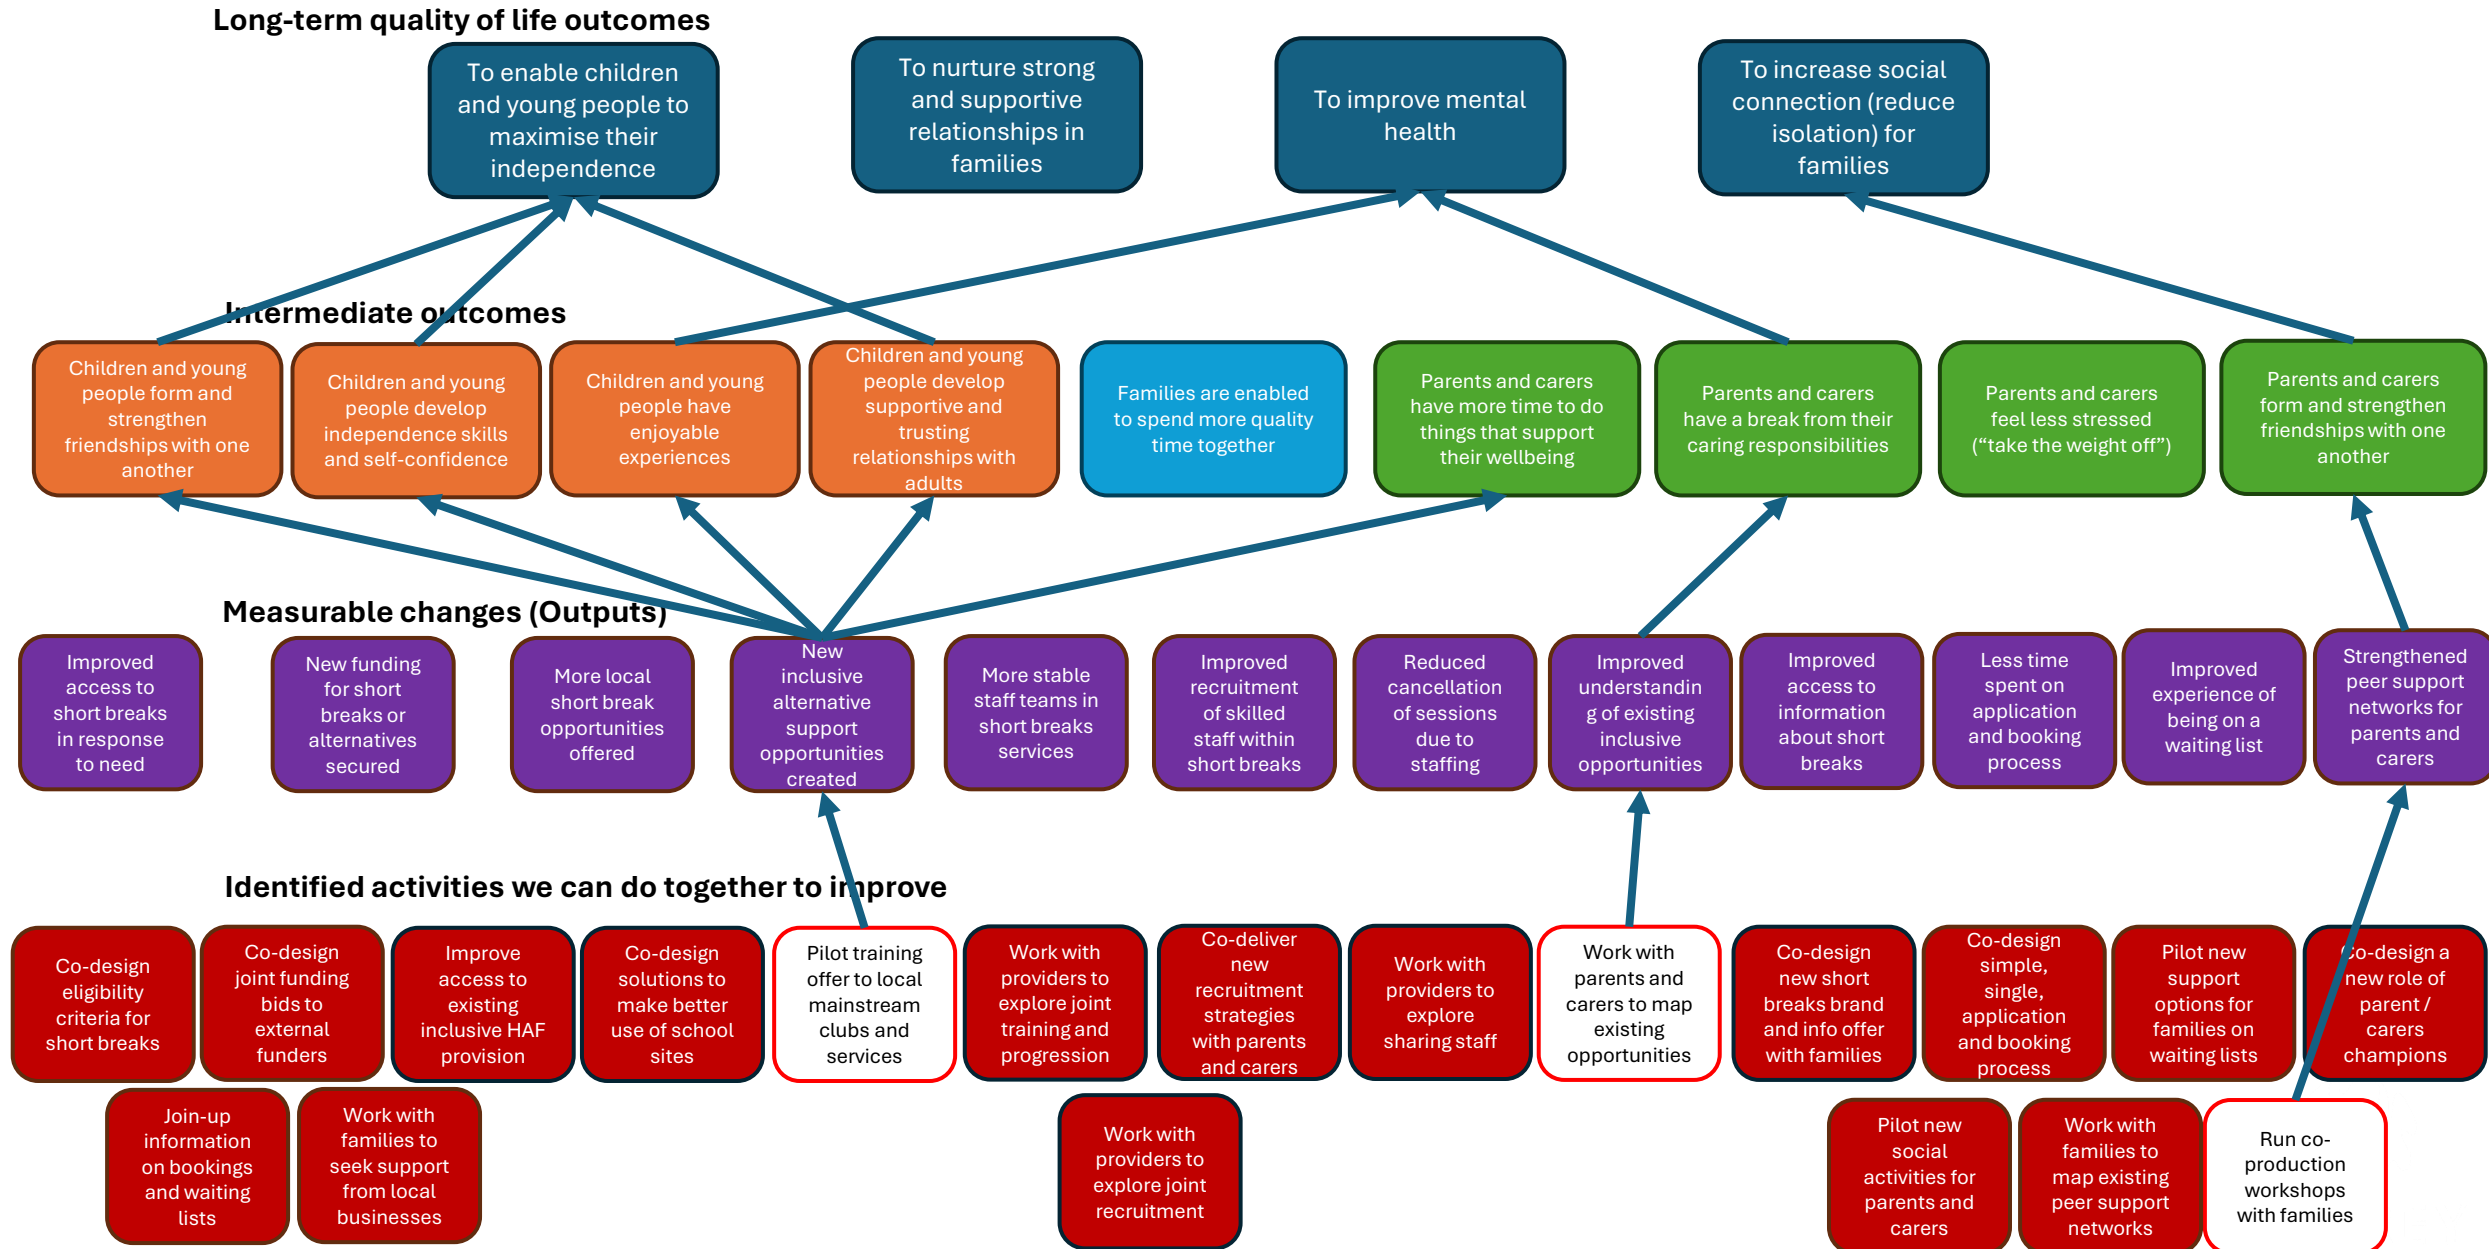 Long-term quality of life outcomes
To enable children
and young people to
maximise their
independence
To nurture strong
and supportive
relationships in
families
To improve mental
health
To increase social
connection (reduce
isolation) for
families
Intermediate outcomes
Children and young
people form and
strengthen
friendships with one
another
Children and young
people develop
independence skills
and self-confidence
Children and young
people have
enjoyable
experiences
Children and young
people develop
supportive and
trusting
relationships with
adults
Families are enabled
to spend more quality
time together
Parents and carers
have more time to do
things that support
their wellbeing
Parents and carers
have a break from their
caring responsibilities
Parents and carers
feel less stressed
(“take the weight off”)
Parents and carers
form and strengthen
friendships with one
another
Measurable changes (Outputs)
Improved
access to
short breaks
in response
to need
New funding
for short
breaks or
alternatives
secured
More local
short break
opportunities
offered
New
inclusive
alternative
support
opportunities
created
More stable
staff teams in
short breaks
services
Improved
recruitment
of skilled
staff within
short breaks
Reduced
cancellation
of sessions
due to
staffing
Improved
understandin
g of existing
inclusive
opportunities
Improved
access to
information
about short
breaks
Less time
spent on
application
and booking
process
Improved
experience of
being on a
waiting list
Strengthened
peer support
networks for
parents and
carers
Identified activities we can do together to improve
Co-design
eligibility
criteria for
short breaks
Co-design
joint funding
bids to
external
funders
Improve
access to
existing
inclusive HAF
provision
Co-design
solutions to
make better
use of school
sites
Pilot training
offer to local
mainstream
clubs and
services
Work with
providers to
explore joint
training and
progression
Co-deliver
new
recruitment
strategies
with parents
and carers
Work with
providers to
explore
sharing staff
Work with
parents and
carers to map
existing
opportunities
Co-design
new short
breaks brand
and info offer
with families
Co-design
simple,
single,
application
and booking
process
Pilot new
support
options for
families on
waiting lists
Co-design a
new role of
parent /
carers
champions
Join-up
information
on bookings
and waiting
lists
Work with
families to
seek support
from local
businesses
Work with
providers to
explore joint
recruitment
Pilot new
social
activities for
parents and
carers
Work with
families to
map existing
peer support
networks
Run co-
production
workshops
with families